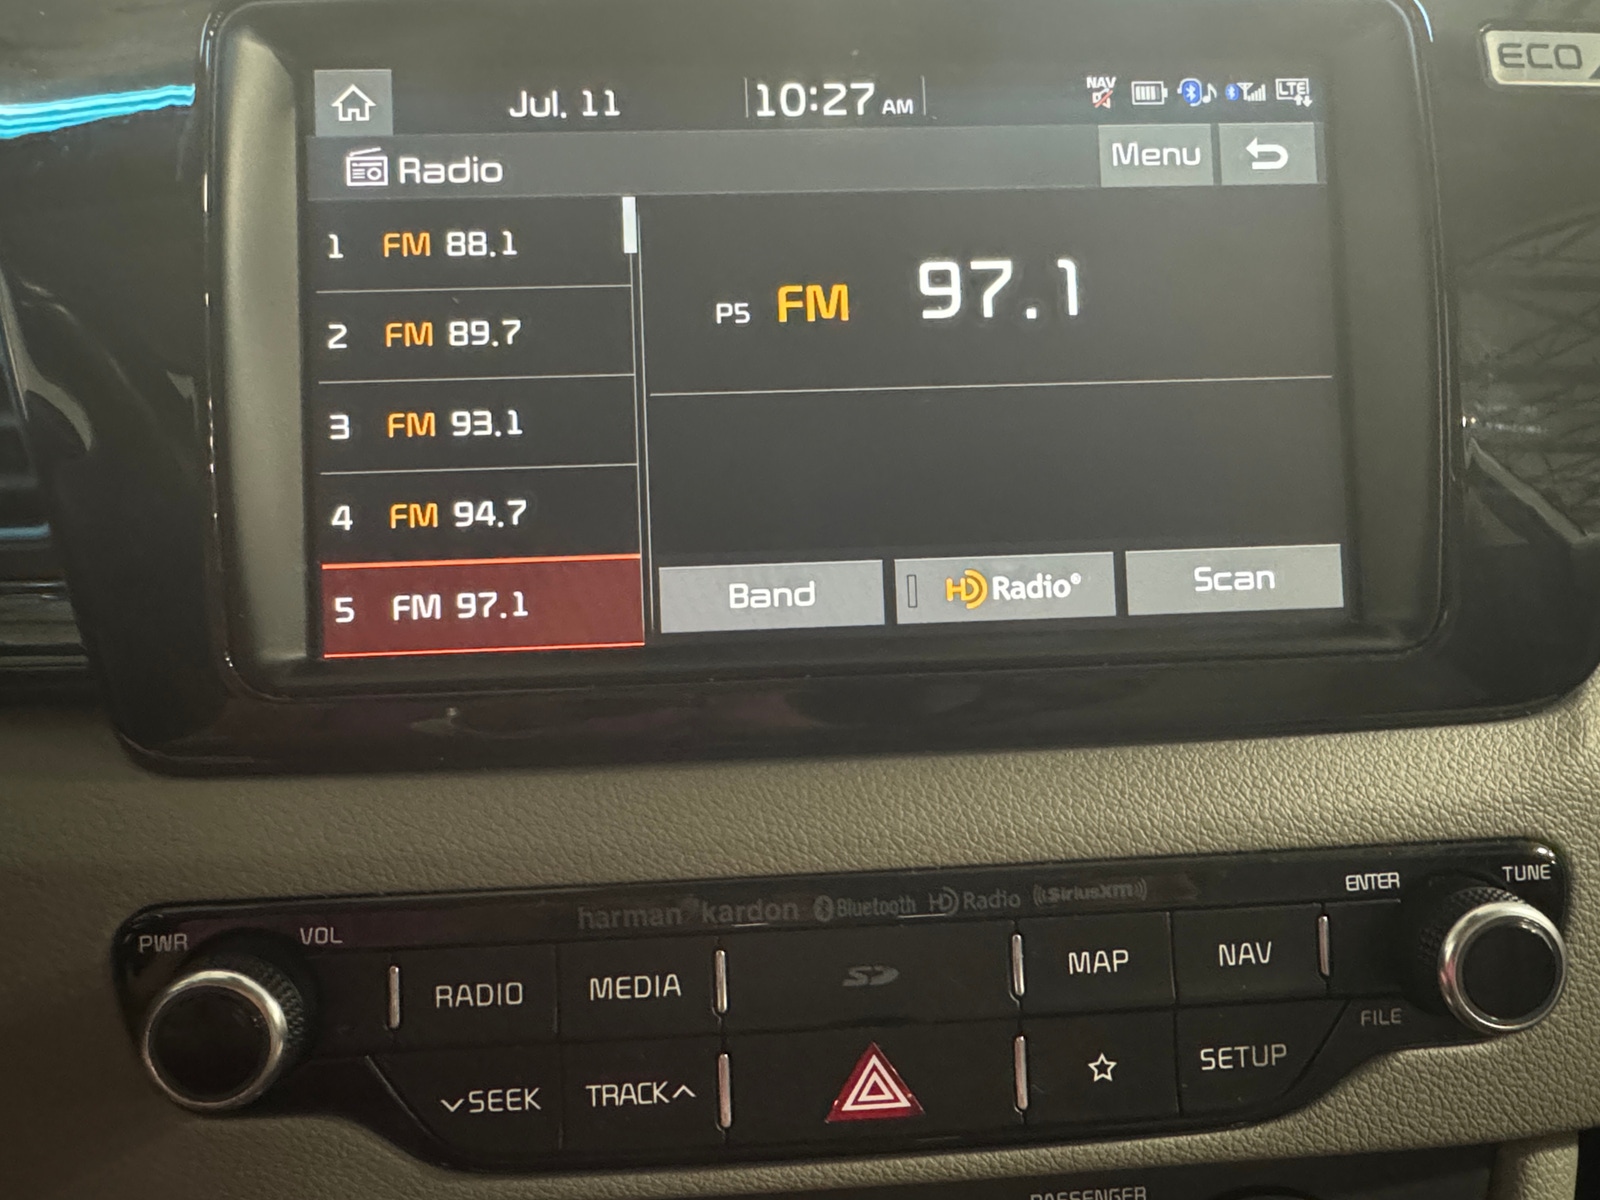 ECO
Jul. 11 10:27 AM NAV LTE
Radio Menu
1 FM 88.1
2 FM 89.7
3 FM 93.1
4 FM 94.7
5 FM 97.1
P5 FM 97.1
Band HD Radio® Scan
harman/kardon Bluetooth HD Radio ((SiriusXM))
PWR VOL ENTER TUNE
RADIO MEDIA SD MAP NAV
FILE
SEEK TRACK SETUP
PASSENGER